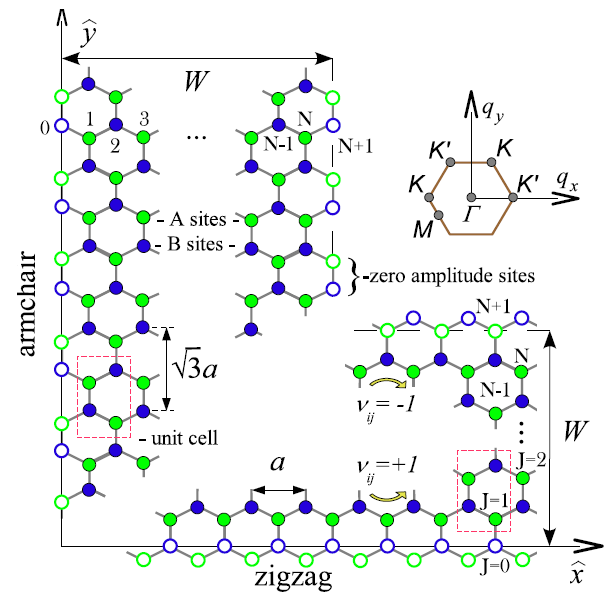 ŷ
W
0
1
2
3
...
N-1
N
N+1
- A sites -
- B sites -
}-zero amplitude sites
armchair
√3a
- unit cell
q_y
q_x
K'
K
K
K'
Γ
M
N+1
N
N-1
ν_ij=-1
W
...
J=2
J=1
J=0
a
ν_ij=+1
zigzag
x̂